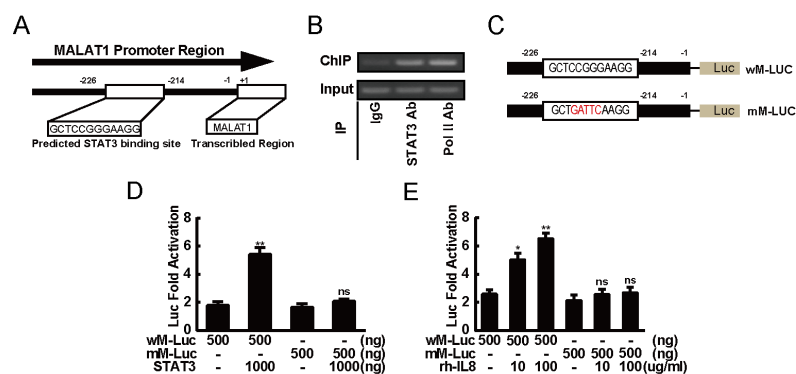 A
MALAT1 Promoter Region
-226
-214
-1
+1
GCTCCGGGAAGG
MALAT1
Predicted STAT3 binding site
Transcribled Region
B
ChIP
Input
IP
IgG
STAT3 Ab
Pol II Ab
C
-226
-214
-1
GCTCCGGGAAGG
Luc
wM-LUC
-226
-214
-1
GCTGATTCAAGG
Luc
mM-LUC
D
Luc Fold Activation
8
6
4
2
0
**
ns
wM-Luc 500 500 - - (ng)
mM-Luc - - 500 500 (ng)
STAT3 - 1000 - 1000 (ng)
E
Luc Fold Activation
8
6
4
2
0
*
**
ns
ns
wM-Luc 500 500 500 - - - (ng)
mM-Luc - - - 500 500 500 (ng)
rh-IL8 - 10 100 - 10 100 (ug/ml)